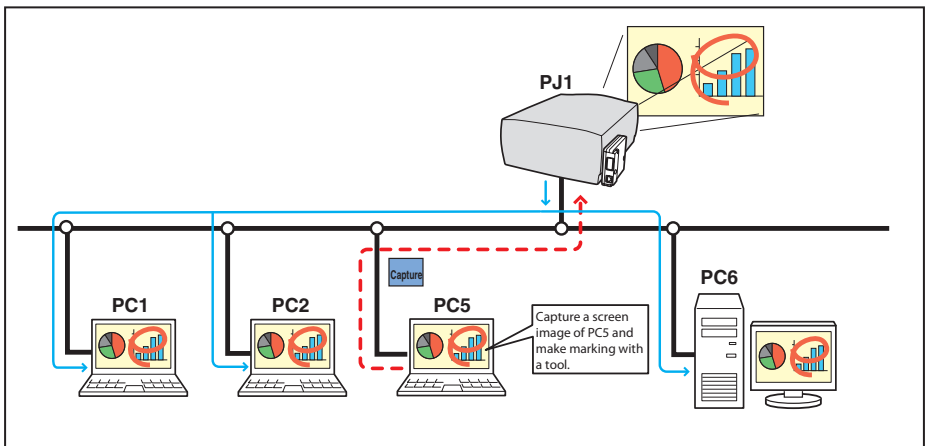 PJ1
Capture
PC1
PC2
PC5
PC6
Capture a screen
image of PC5 and
make marking with
a tool.